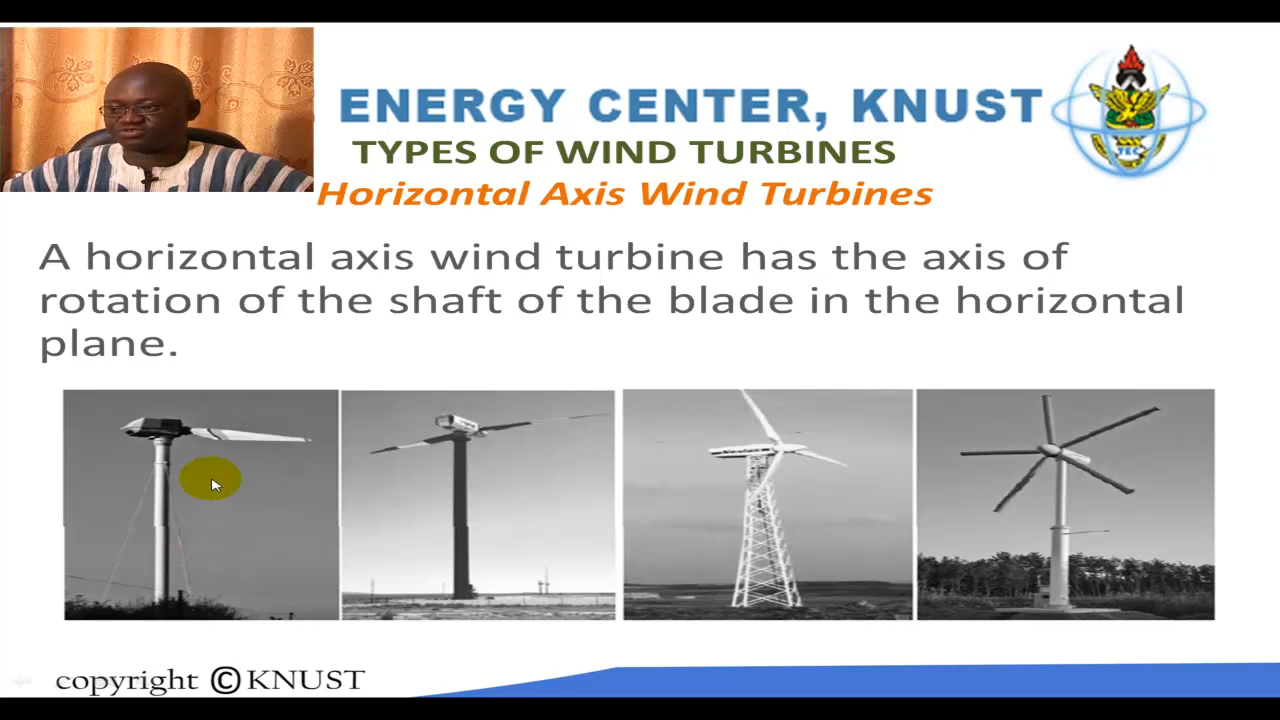 ENERGY CENTER, KNUST
TYPES OF WIND TURBINES
Horizontal Axis Wind Turbines
A horizontal axis wind turbine has the axis of
rotation of the shaft of the blade in the horizontal
plane.
TEC
copyright ©KNUST